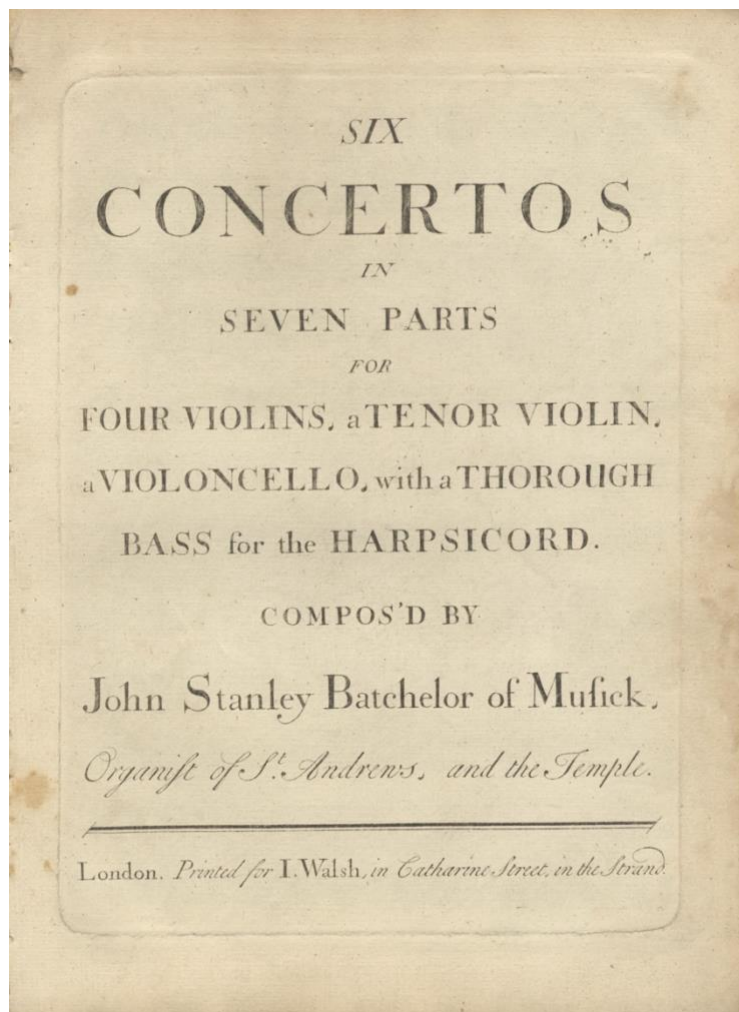 SIX
CONCERTOS
IN
SEVEN PARTS
FOR
FOUR VIOLINS, a TENOR VIOLIN,
a VIOLONCELLO, with a THOROUGH
BASS for the HARPSICORD.
COMPOS'D BY
John Stanley Batchelor of Muſick,
Organiſt of St. Andrews, and the Temple.
London. Printed for I. Walsh, in Catharine Street, in the Strand.